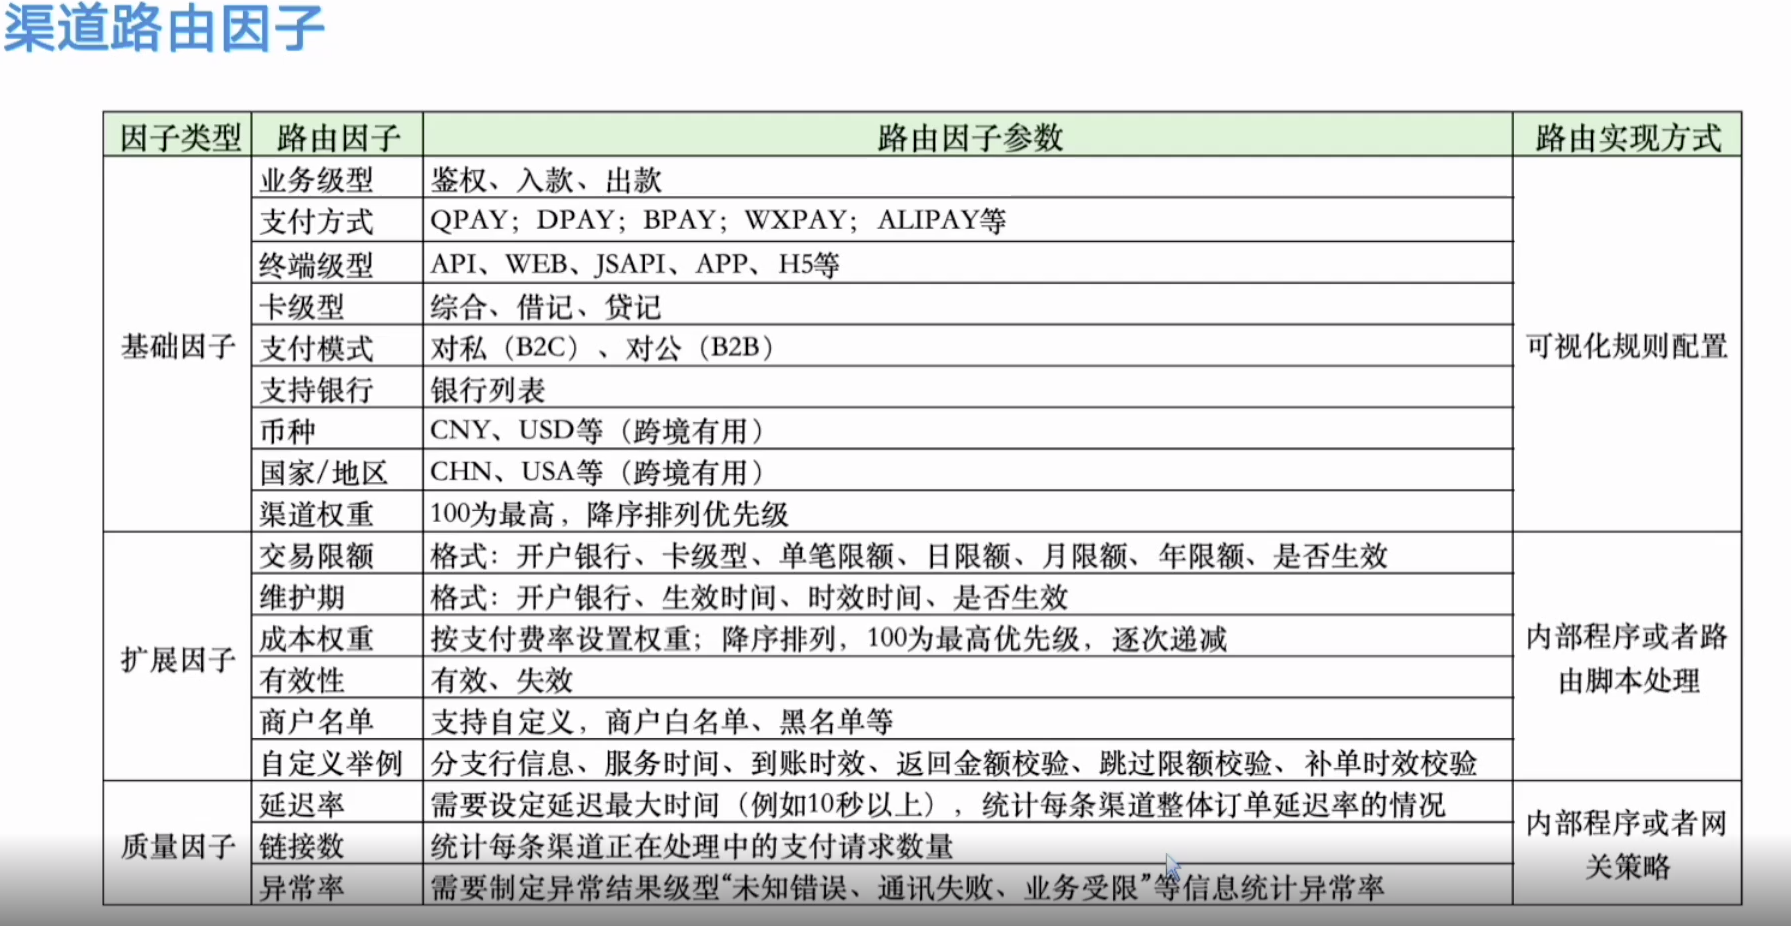 渠道路由因子
因子类型 路由因子 路由因子参数 路由实现方式
基础因子 业务级型 鉴权、入款、出款 可视化规则配置
支付方式 QPAY；DPAY；BPAY；WXPAY；ALIPAY等
终端级型 API、WEB、JSAPI、APP、H5等
卡级型 综合、借记、贷记
支付模式 对私（B2C）、对公（B2B）
支持银行 银行列表
币种 CNY、USD等（跨境有用）
国家/地区 CHN、USA等（跨境有用）
渠道权重 100为最高，降序排列优先级
扩展因子 交易限额 格式：开户银行、卡级型、单笔限额、日限额、月限额、年限额、是否生效 内部程序或者路由脚本处理
维护期 格式：开户银行、生效时间、时效时间、是否生效
成本权重 按支付费率设置权重；降序排列，100为最高优先级，逐次递减
有效性 有效、失效
商户名单 支持自定义，商户白名单、黑名单等
自定义举例 分支行信息、服务时间、到账时效、返回金额校验、跳过限额校验、补单时效校验
质量因子 延迟率 需要设定延迟最大时间（例如10秒以上），统计每条渠道整体订单延迟率的情况 内部程序或者网关策略
链接数 统计每条渠道正在处理中的支付请求数量
异常率 需要制定异常结果级型“未知错误、通讯失败、业务受限”等信息统计异常率